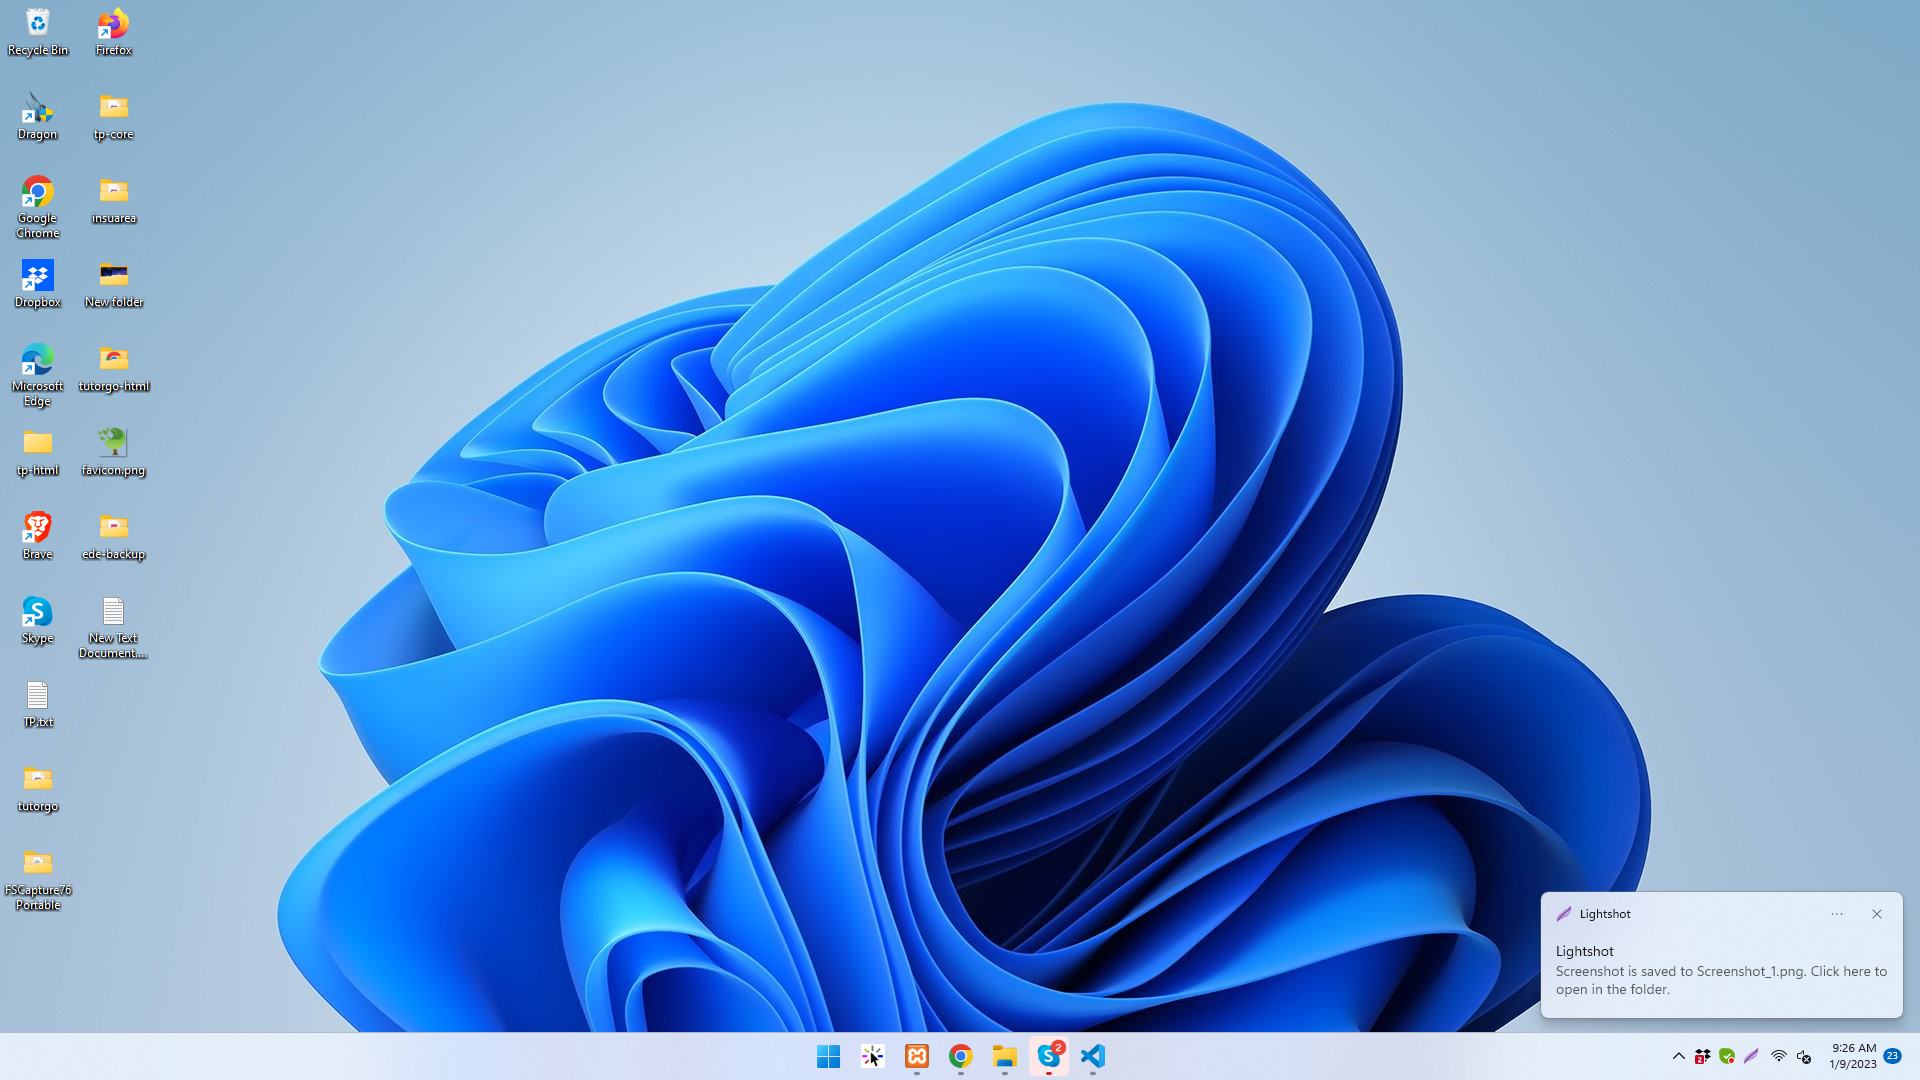 Recycle Bin
Firefox
Dragon
tp-core
Google
Chrome
insuarea
Dropbox
New folder
Microsoft
Edge
tutorgo-html
tp-html
favicon.png
Brave
ede-backup
Skype
New Text
Document....
TP.txt
tutorgo
FSCapture76
Portable
Lightshot
Lightshot
Screenshot is saved to Screenshot_1.png. Click here to
open in the folder.
2
2
9:26 AM
1/9/2023
23